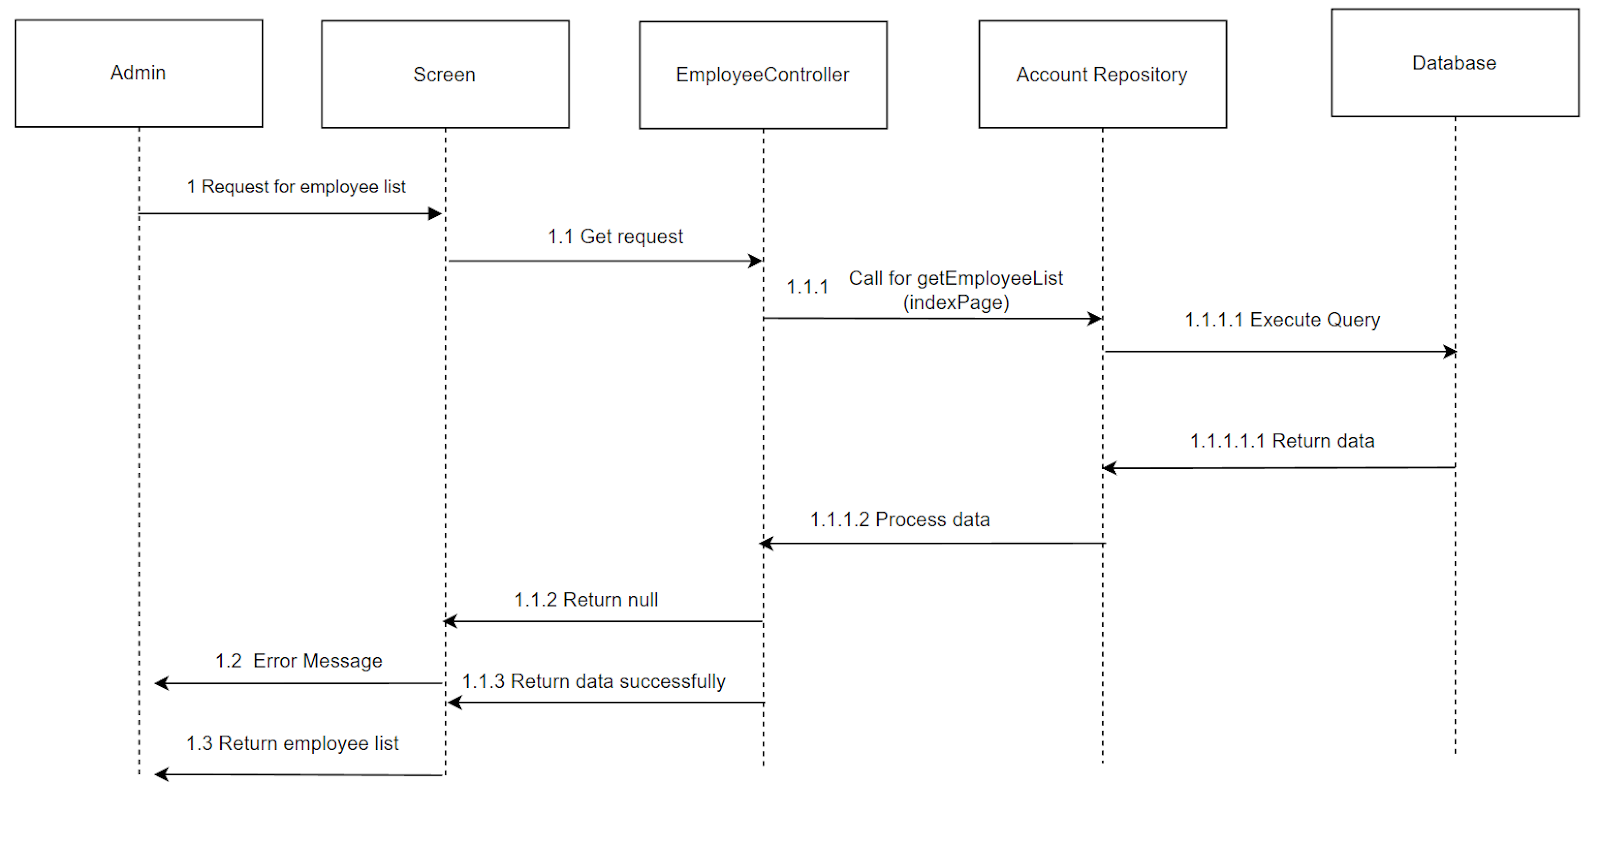 Admin
Screen
EmployeeController
Account Repository
Database
1 Request for employee list
1.1 Get request
1.1.1 Call for getEmployeeList
(indexPage)
1.1.1.1 Execute Query
1.1.1.1.1 Return data
1.1.1.2 Process data
1.1.2 Return null
1.2 Error Message
1.1.3 Return data successfully
1.3 Return employee list